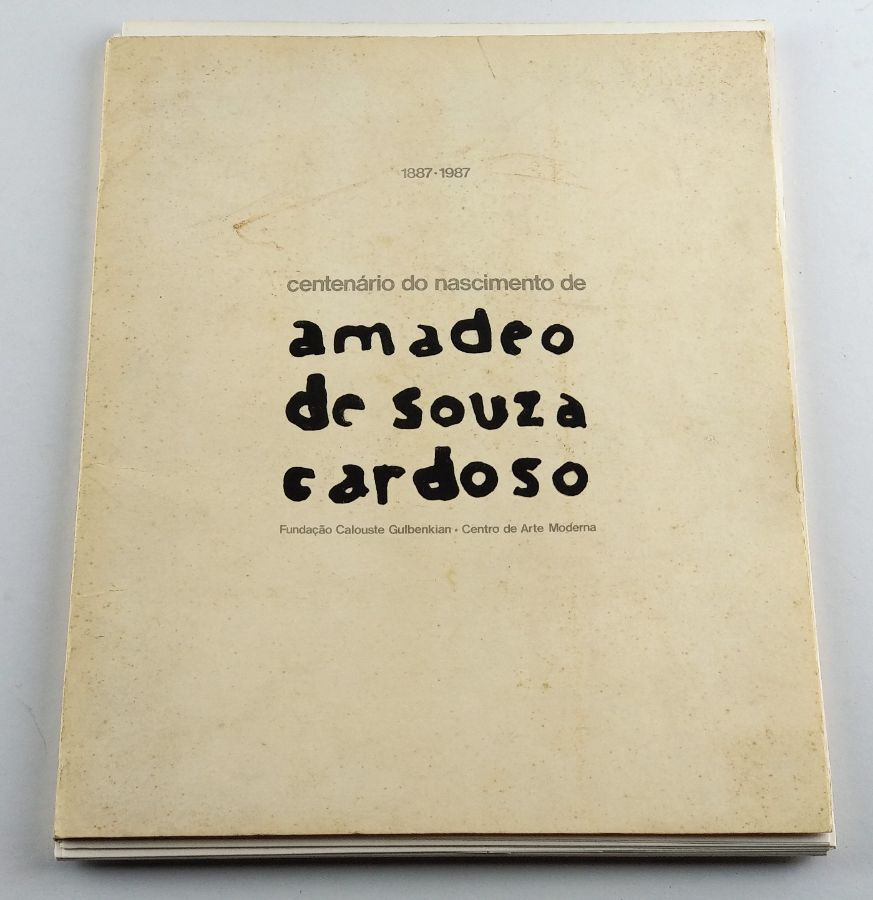 1887·1987
centenário do nascimento de
amadeo
de souza
cardoso
Fundação Calouste Gulbenkian · Centro de Arte Moderna